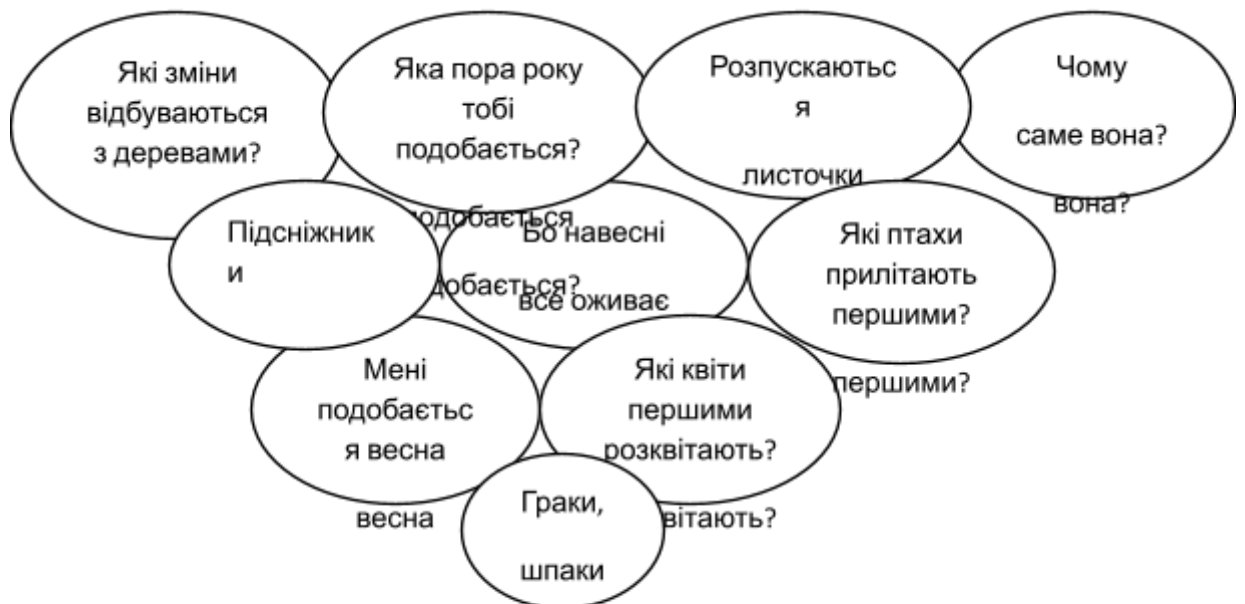 Які зміни
відбуваються
з деревами?
Яка пора року
тобі
подобається?
подобається
добається?
Розпускаютьс
я
листочки
Чому
саме вона?
вона?
Підсніжник
и
Бо навесні
все оживає
Які птахи
прилітають
першими?
першими?
Мені
подобаєтьс
я весна
весна
Які квіти
першими
розквітають?
вітають?
Граки,
шпаки